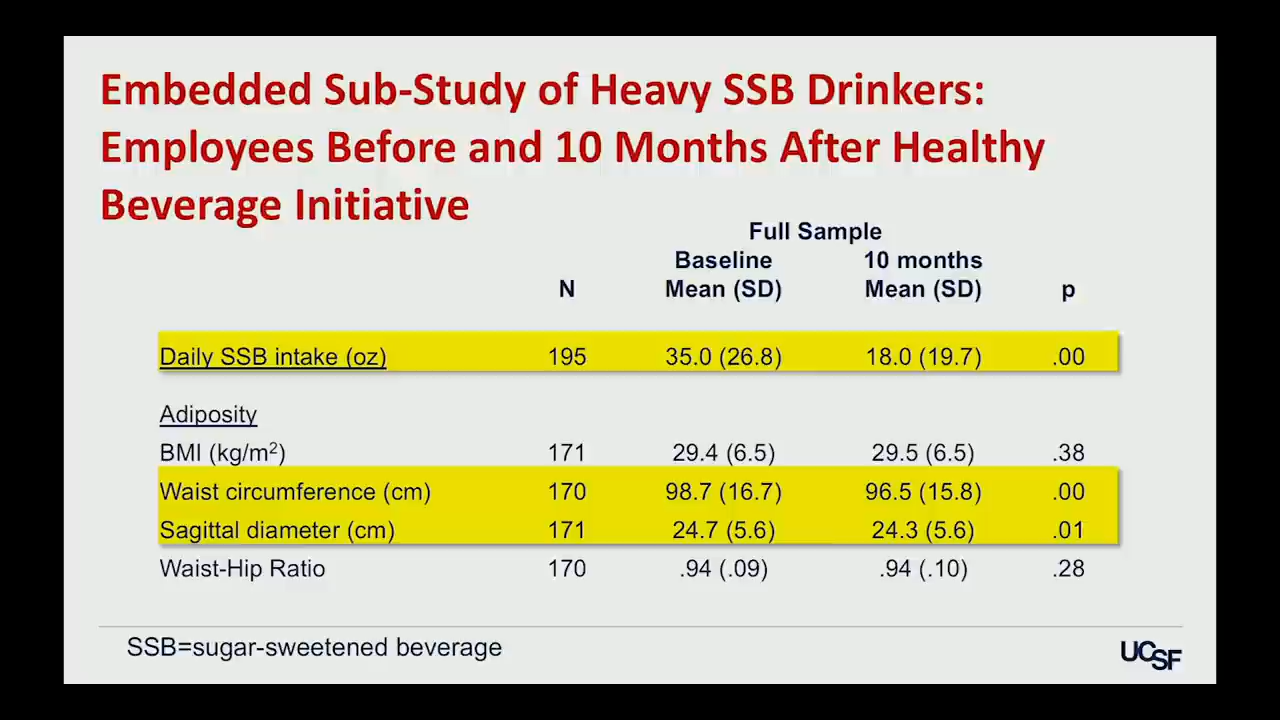 Embedded Sub-Study of Heavy SSB Drinkers:
Employees Before and 10 Months After Healthy
Beverage Initiative
Full Sample
Baseline 10 months
N Mean (SD) Mean (SD) p
Daily SSB intake (oz) 195 35.0 (26.8) 18.0 (19.7) .00
Adiposity
BMI (kg/m²) 171 29.4 (6.5) 29.5 (6.5) .38
Waist circumference (cm) 170 98.7 (16.7) 96.5 (15.8) .00
Sagittal diameter (cm) 171 24.7 (5.6) 24.3 (5.6) .01
Waist-Hip Ratio 170 .94 (.09) .94 (.10) .28
SSB=sugar-sweetened beverage
UCSF